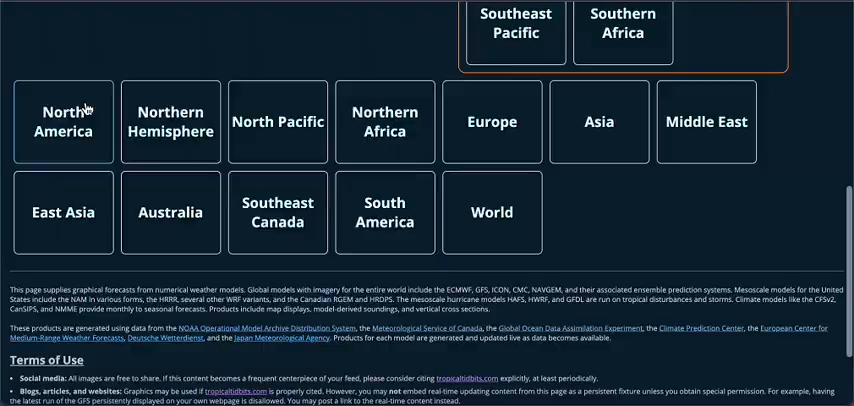 Southeast Pacific
Southern Africa
North America
Northern Hemisphere
North Pacific
Northern Africa
Europe
Asia
Middle East
East Asia
Australia
Southeast Canada
South America
World
This page supplies graphical forecasts from numerical weather models. Global models with imagery for the entire world include the ECMWF, GFS, ICON, CMC, NAVGEM, and their associated ensemble prediction systems. Mesoscale models for the United
States include the NAM in various forms, the HRRR, several other WRF variants, and the Canadian RGEM and HRDPS. The mesoscale hurricane models HAFS, HWRF, and GFDL are run on tropical disturbances and storms. Climate models like the CFSv2,
CanSIPS, and NMME provide monthly to seasonal forecasts. Products include map displays, model-derived soundings, and vertical cross sections.
These products are generated using data from the NOAA Operational Model Archive Distribution System, the Meteorological Service of Canada, the Global Ocean Data Assimilation Experiment, the Climate Prediction Center, the European Center for
Medium-Range Weather Forecasts, Deutsche Wetterdienst, and the Japan Meteorological Agency. Products for each model are generated and updated live as data becomes available.
Terms of Use
• Social media: All images are free to share. If this content becomes a frequent centerpiece of your feed, please consider citing tropicaltidbits.com explicitly, at least periodically.
• Blogs, articles, and websites: Graphics may be used if tropicaltidbits.com is properly cited. However, you may not embed real-time updating content from this page as a persistent fixture unless you obtain special permission. For example, having
the latest run of the GFS persistently displayed on your own webpage is disallowed. You may post a link to the real-time content instead.